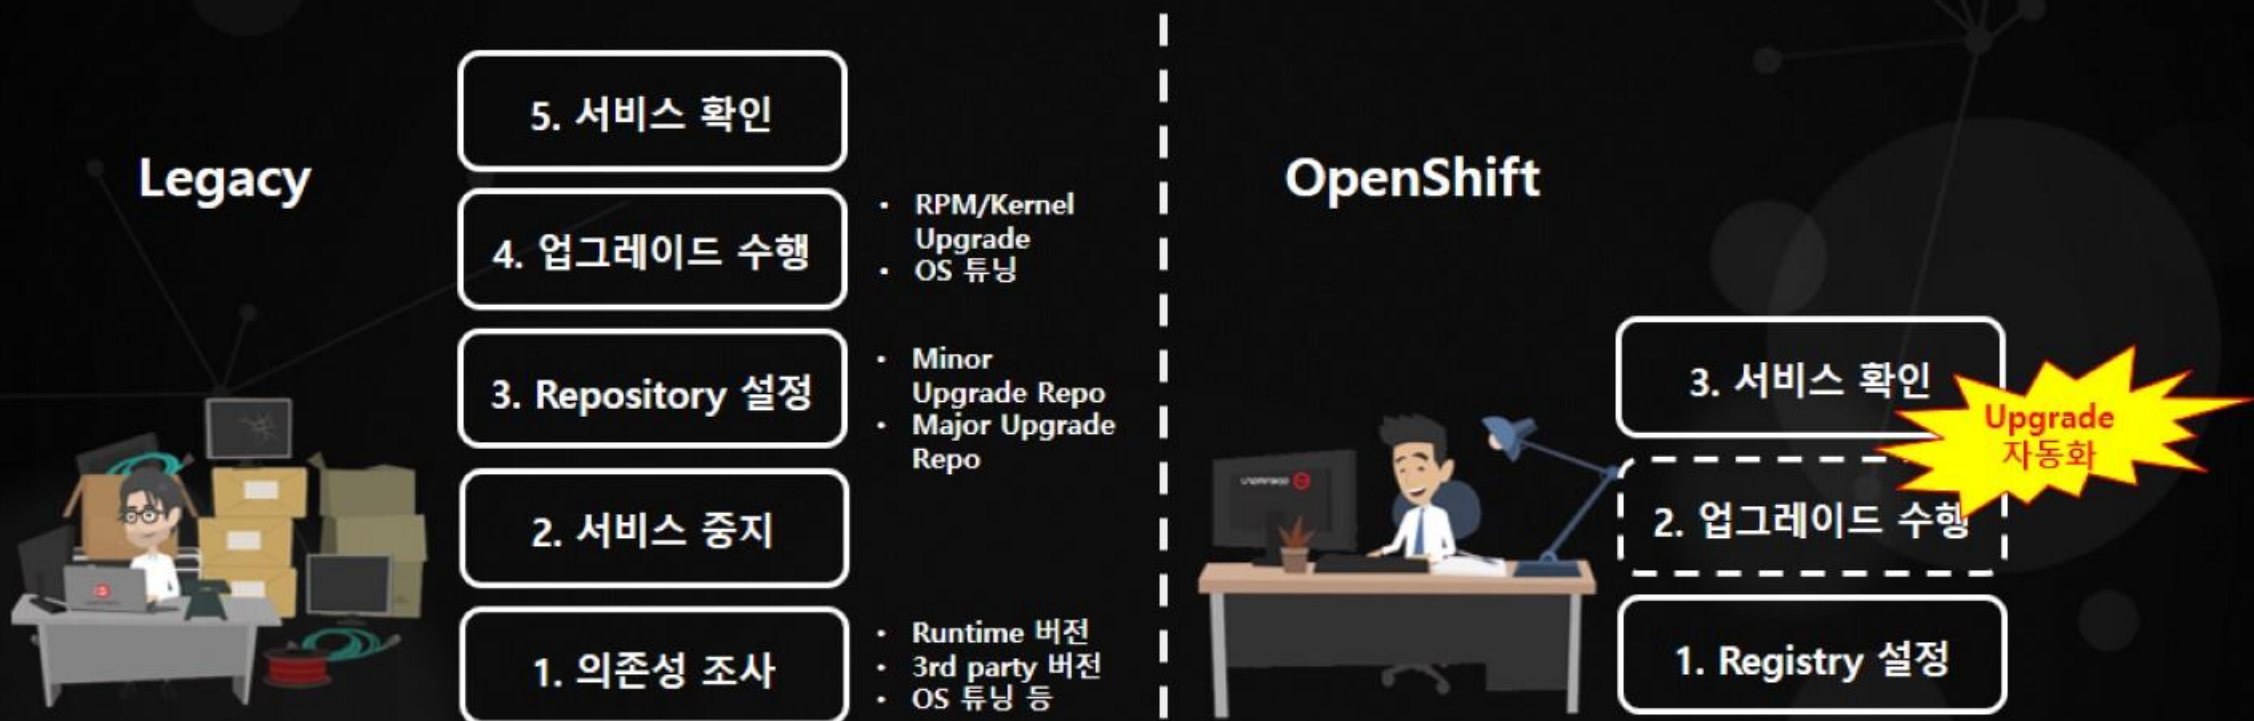 Legacy
5. 서비스 확인
4. 업그레이드 수행
• RPM/Kernel
Upgrade
• OS 튜닝
3. Repository 설정
• Minor
Upgrade Repo
• Major Upgrade
Repo
2. 서비스 중지
1. 의존성 조사
• Runtime 버전
• 3rd party 버전
• OS 튜닝 등
OpenShift
3. 서비스 확인
Upgrade
자동화
2. 업그레이드 수행
1. Registry 설정